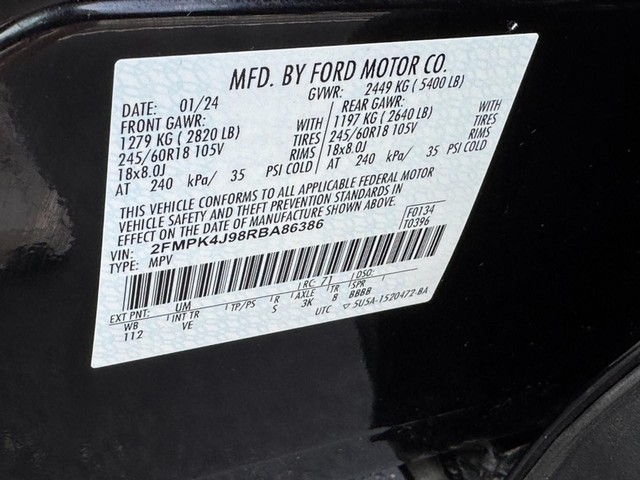 MFD. BY FORD MOTOR CO.
DATE: 01/24 GVWR: 2449 KG ( 5400 LB)
FRONT GAWR: WITH REAR GAWR: WITH
1279 KG ( 2820 LB) TIRES 1197 KG ( 2640 LB) TIRES
245/60R18 105V RIMS 245/60R18 105V RIMS
18x8.0J PSI COLD 18x8.0J PSI COLD
AT 240 kPa/ 35 AT 240 kPa/ 35
THIS VEHICLE CONFORMS TO ALL APPLICABLE FEDERAL MOTOR
VEHICLE SAFETY AND THEFT PREVENTION STANDARDS IN
EFFECT ON THE DATE OF MANUFACTURE SHOWN ABOVE.
VIN: 2FMPK4J98RBA86386 F0134
TYPE: MPV T0396
EXT PNT: UM RC: 71 DSO:
WB INT TR TP/PS R AXLE TR SPR
112 VE S 3K 8 BBBB
UTC ▽ 5U5A-1520472-BA